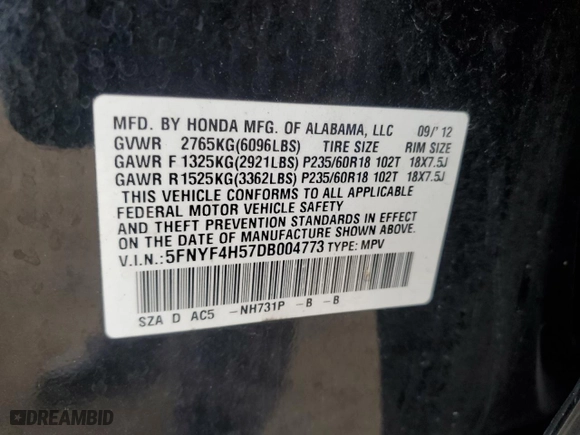 MFD. BY HONDA MFG. OF ALABAMA, LLC 09/'12
GVWR 2765KG(6096LBS) TIRE SIZE RIM SIZE
GAWR F 1325KG(2921LBS) P235/60R18 102T 18X7.5J
GAWR R 1525KG(3362LBS) P235/60R18 102T 18X7.5J
THIS VEHICLE CONFORMS TO ALL APPLICABLE
FEDERAL MOTOR VEHICLE SAFETY
AND THEFT PREVENTION STANDARDS IN EFFECT
ON THE DATE OF MANUFACTURE SHOWN ABOVE.
V.I.N.: 5FNYF4H57DB004773 TYPE: MPV
SZA D AC5 -NH731P -B -B
DREAMBID